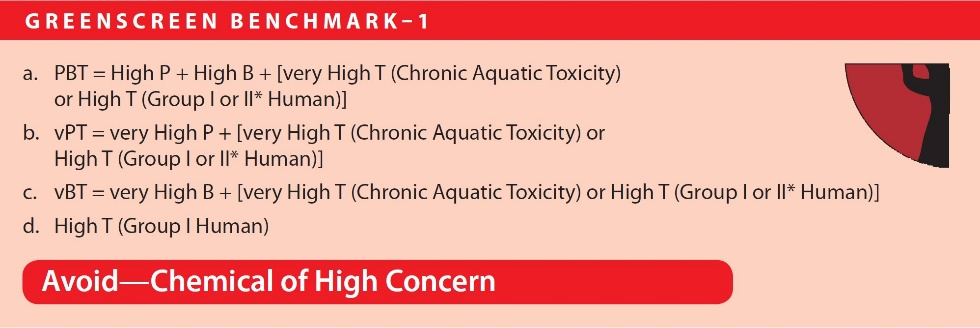 GREENSCREEN BENCHMARK–1
a. PBT = High P + High B + [very High T (Chronic Aquatic Toxicity)
or High T (Group I or II* Human)]
b. vPT = very High P + [very High T (Chronic Aquatic Toxicity) or
High T (Group I or II* Human)]
c. vBT = very High B + [very High T (Chronic Aquatic Toxicity) or High T (Group I or II* Human)]
d. High T (Group I Human)
Avoid—Chemical of High Concern